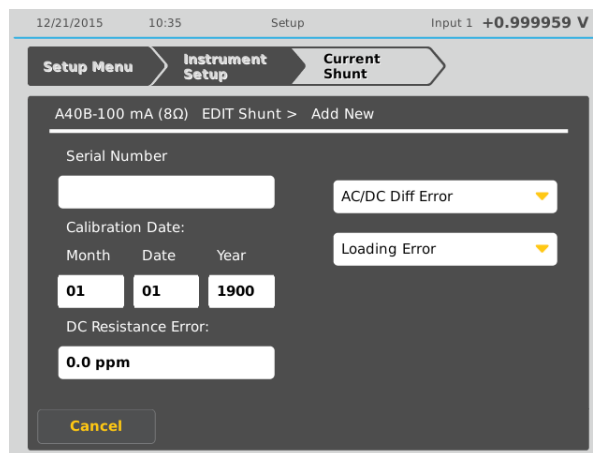 12/21/2015 10:35 Setup Input 1 +0.999959 V
Setup Menu
Instrument
Setup
Current
Shunt
A40B-100 mA (8Ω) EDIT Shunt > Add New
Serial Number
AC/DC Diff Error
Calibration Date:
Loading Error
Month Date Year
01 01 1900
DC Resistance Error:
0.0 ppm
Cancel